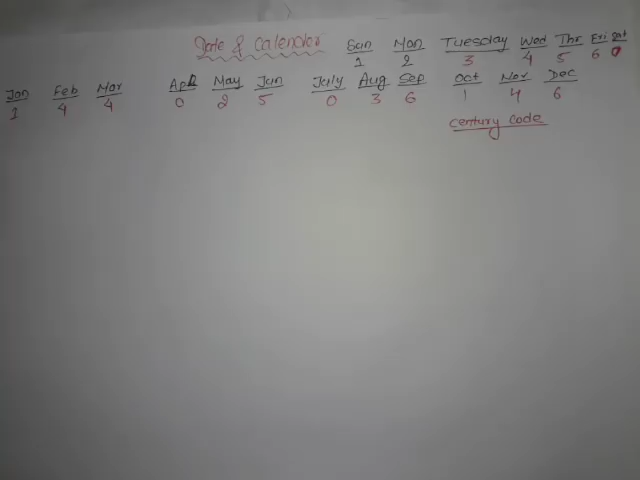 Date & Calendar Sun Mon Tuesday Wed Thr Fri Sat
1 2 3 4 5 6 0
Jan Feb Mar Apl May Jun July Aug Sep Oct Nov Dec
1 4 4 0 2 5 0 3 6 1 4 6
Century code